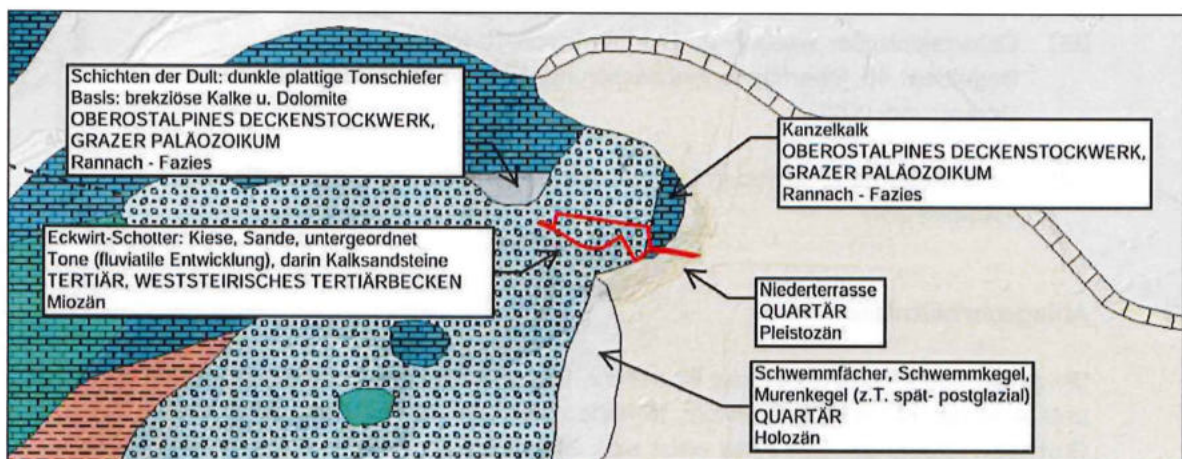 Schichten der Dult: dunkle plattige Tonschiefer
Basis: brekziöse Kalke u. Dolomite
OBEROSTALPINES DECKENSTOCKWERK,
GRAZER PALÄOZOIKUM
Rannach - Fazies
Kanzelkalk
OBEROSTALPINES DECKENSTOCKWERK,
GRAZER PALÄOZOIKUM
Rannach - Fazies
Eckwirt-Schotter: Kiese, Sande, untergeordnet
Tone (fluviatile Entwicklung), darin Kalksandsteine
TERTIÄR, WESTSTEIRISCHES TERTIÄRBECKEN
Miozän
Niederterrasse
QUARTÄR
Pleistozän
Schwemmfächer, Schwemmkegel,
Murenkegel (z.T. spät- postglazial)
QUARTÄR
Holozän